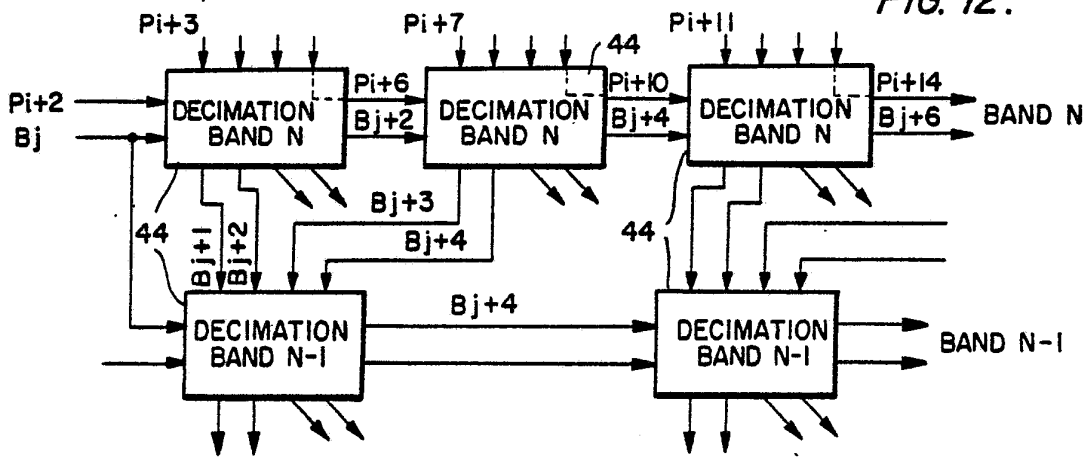 FIG. 12.
Pi+3
Pi+7
Pi+11
44
Pi+2
Bj
DECIMATION
BAND N
Pi+6
Bj+2
DECIMATION
BAND N
Pi+10
Bj+4
DECIMATION
BAND N
Pi+14
Bj+6
BAND N
44
Bj+1
Bj+2
Bj+3
Bj+4
44
DECIMATION
BAND N-1
Bj+4
DECIMATION
BAND N-1
BAND N-1